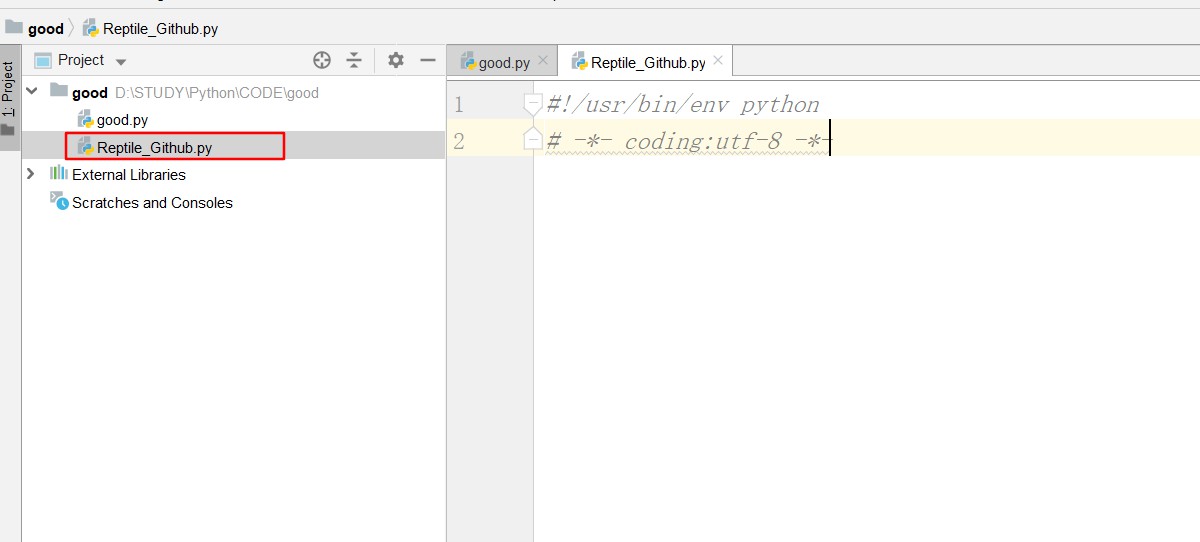 good Reptile_Github.py
1: Project
Project
good D:\STUDY\Python\CODE\good
good.py
Reptile_Github.py
External Libraries
Scratches and Consoles
good.py Reptile_Github.py
1 #!/usr/bin/env python
2 # -*- coding:utf-8 -*-